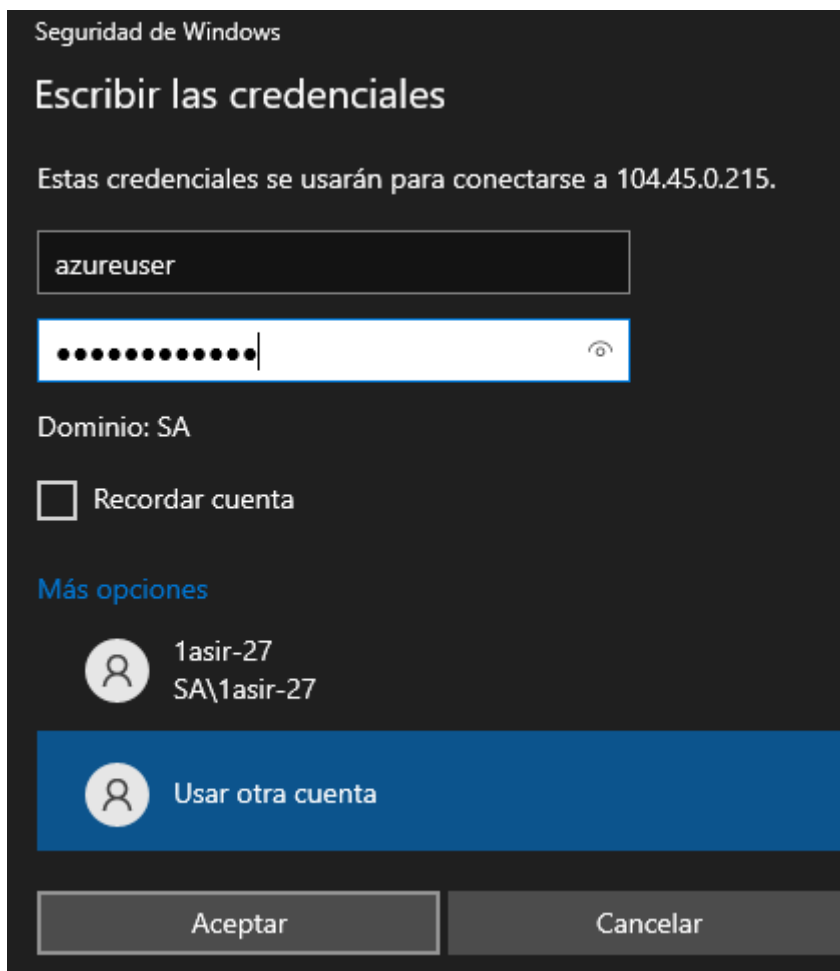 Seguridad de Windows
Escribir las credenciales
Estas credenciales se usarán para conectarse a 104.45.0.215.
azureuser
●●●●●●●●●●●●
Dominio: SA
Recordar cuenta
Más opciones
1asir-27
SA\1asir-27
Usar otra cuenta
Aceptar
Cancelar